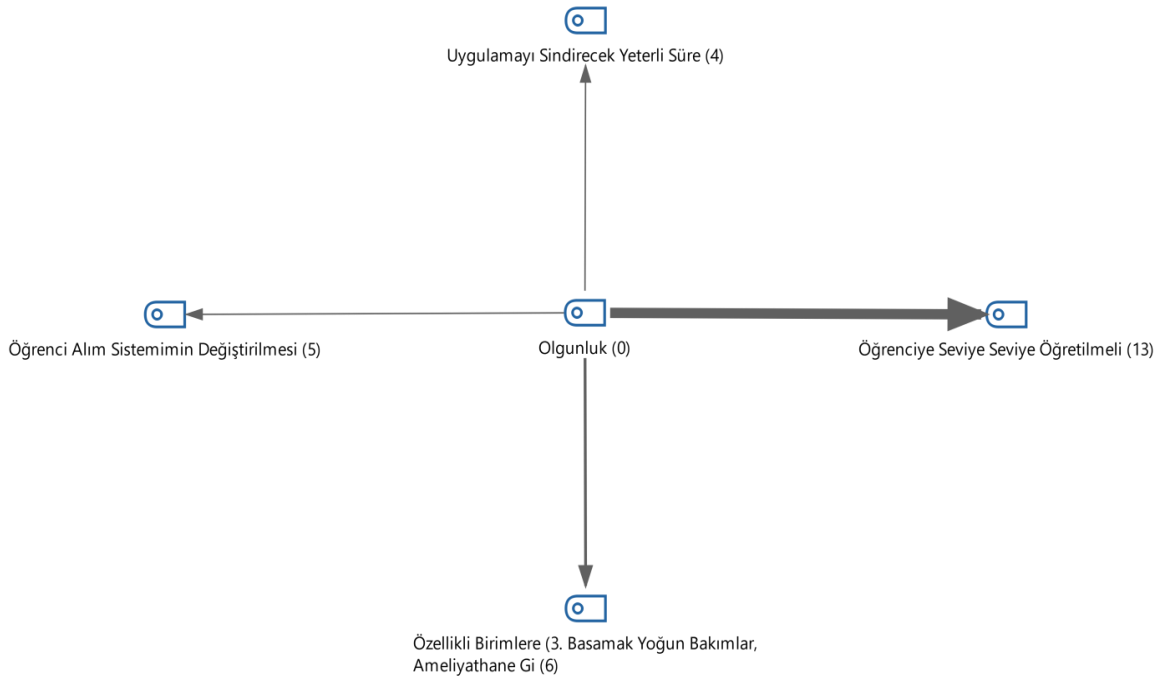 Uygulamayı Sindirecek Yeterli Süre (4)
Öğrenci Alım Sistemimin Değiştirilmesi (5)
Olgunluk (0)
Öğrenciye Seviye Seviye Öğretilmeli (13)
Özellikli Birimlere (3. Basamak Yoğun Bakımlar,
Ameliyathane Gi (6)